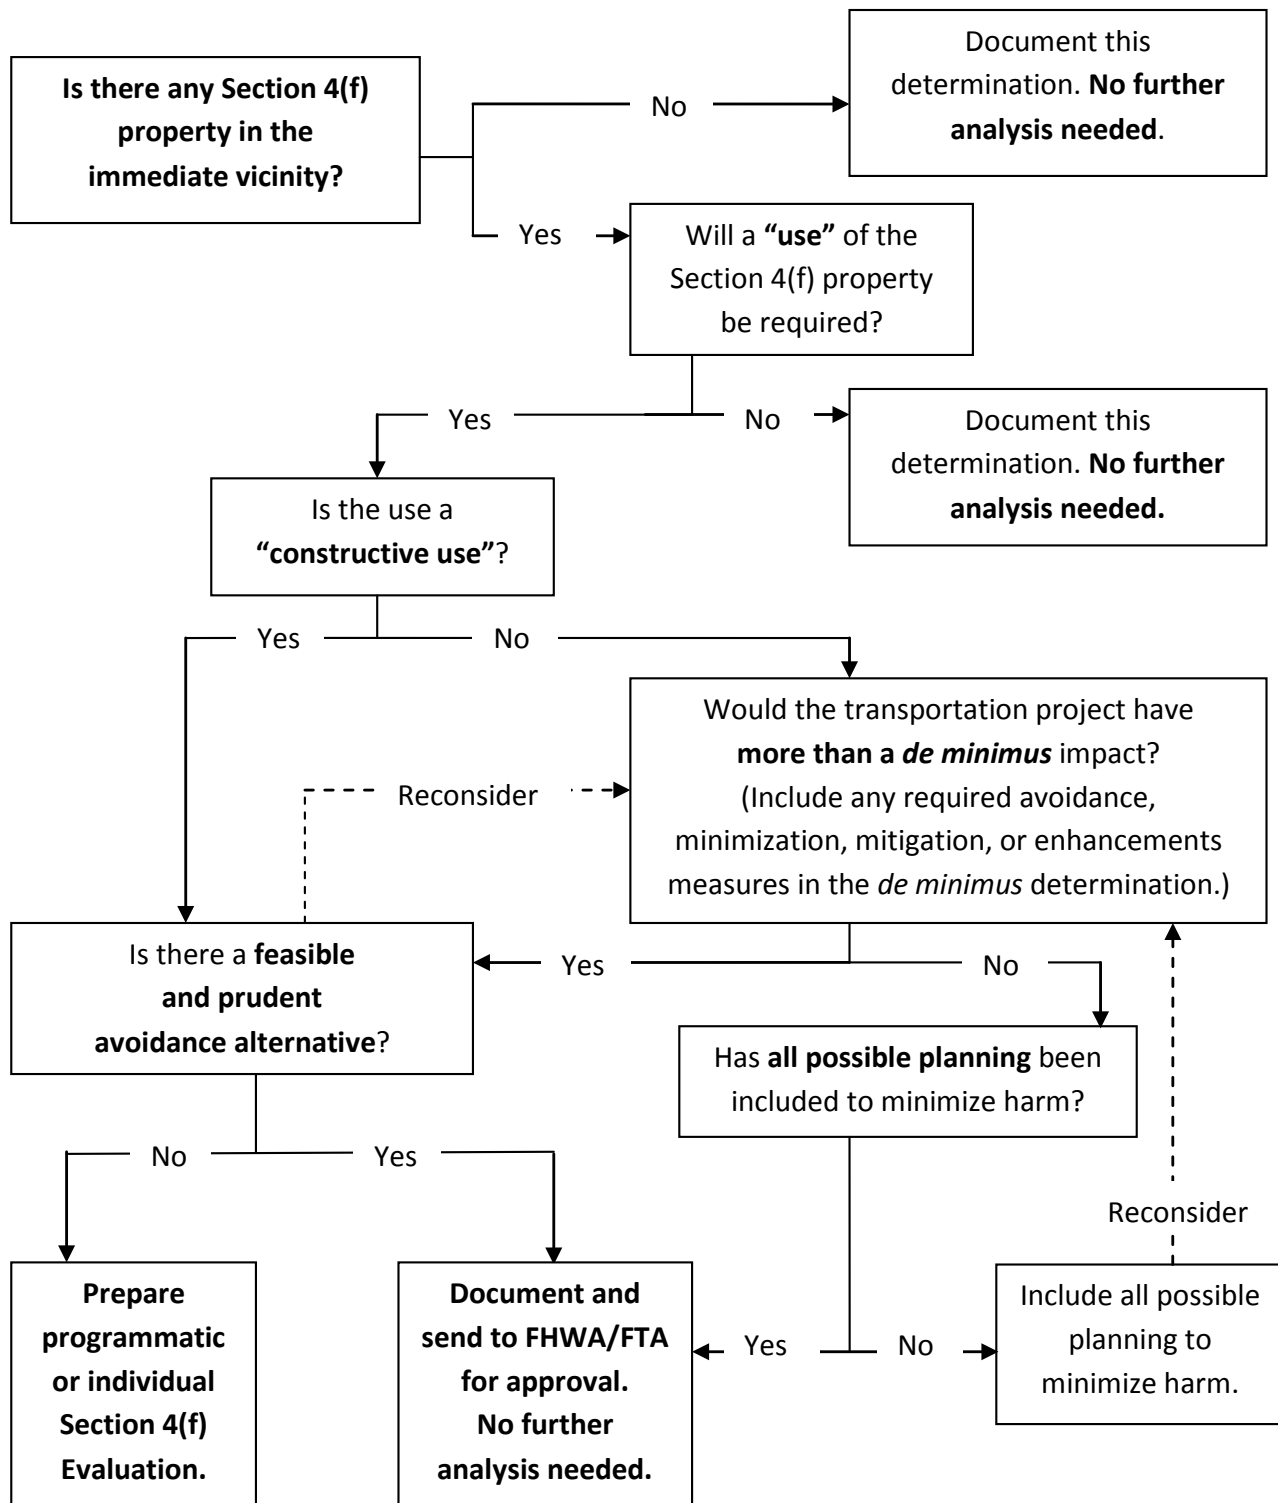 Is there any Section 4(f)
property in the
immediate vicinity?
No
Document this
determination. No further
analysis needed.
Yes
Will a “use” of the
Section 4(f) property
be required?
Yes
No
Document this
determination. No further
analysis needed.
Is the use a
“constructive use”?
Yes
No
Would the transportation project have
more than a de minimus impact?
(Include any required avoidance,
minimization, mitigation, or enhancements
measures in the de minimus determination.)
Reconsider
Is there a feasible
and prudent
avoidance alternative?
Yes
No
Has all possible planning been
included to minimize harm?
No
Yes
Reconsider
Prepare
programmatic
or individual
Section 4(f)
Evaluation.
Document and
send to FHWA/FTA
for approval.
No further
analysis needed.
Yes
No
Include all possible
planning to
minimize harm.